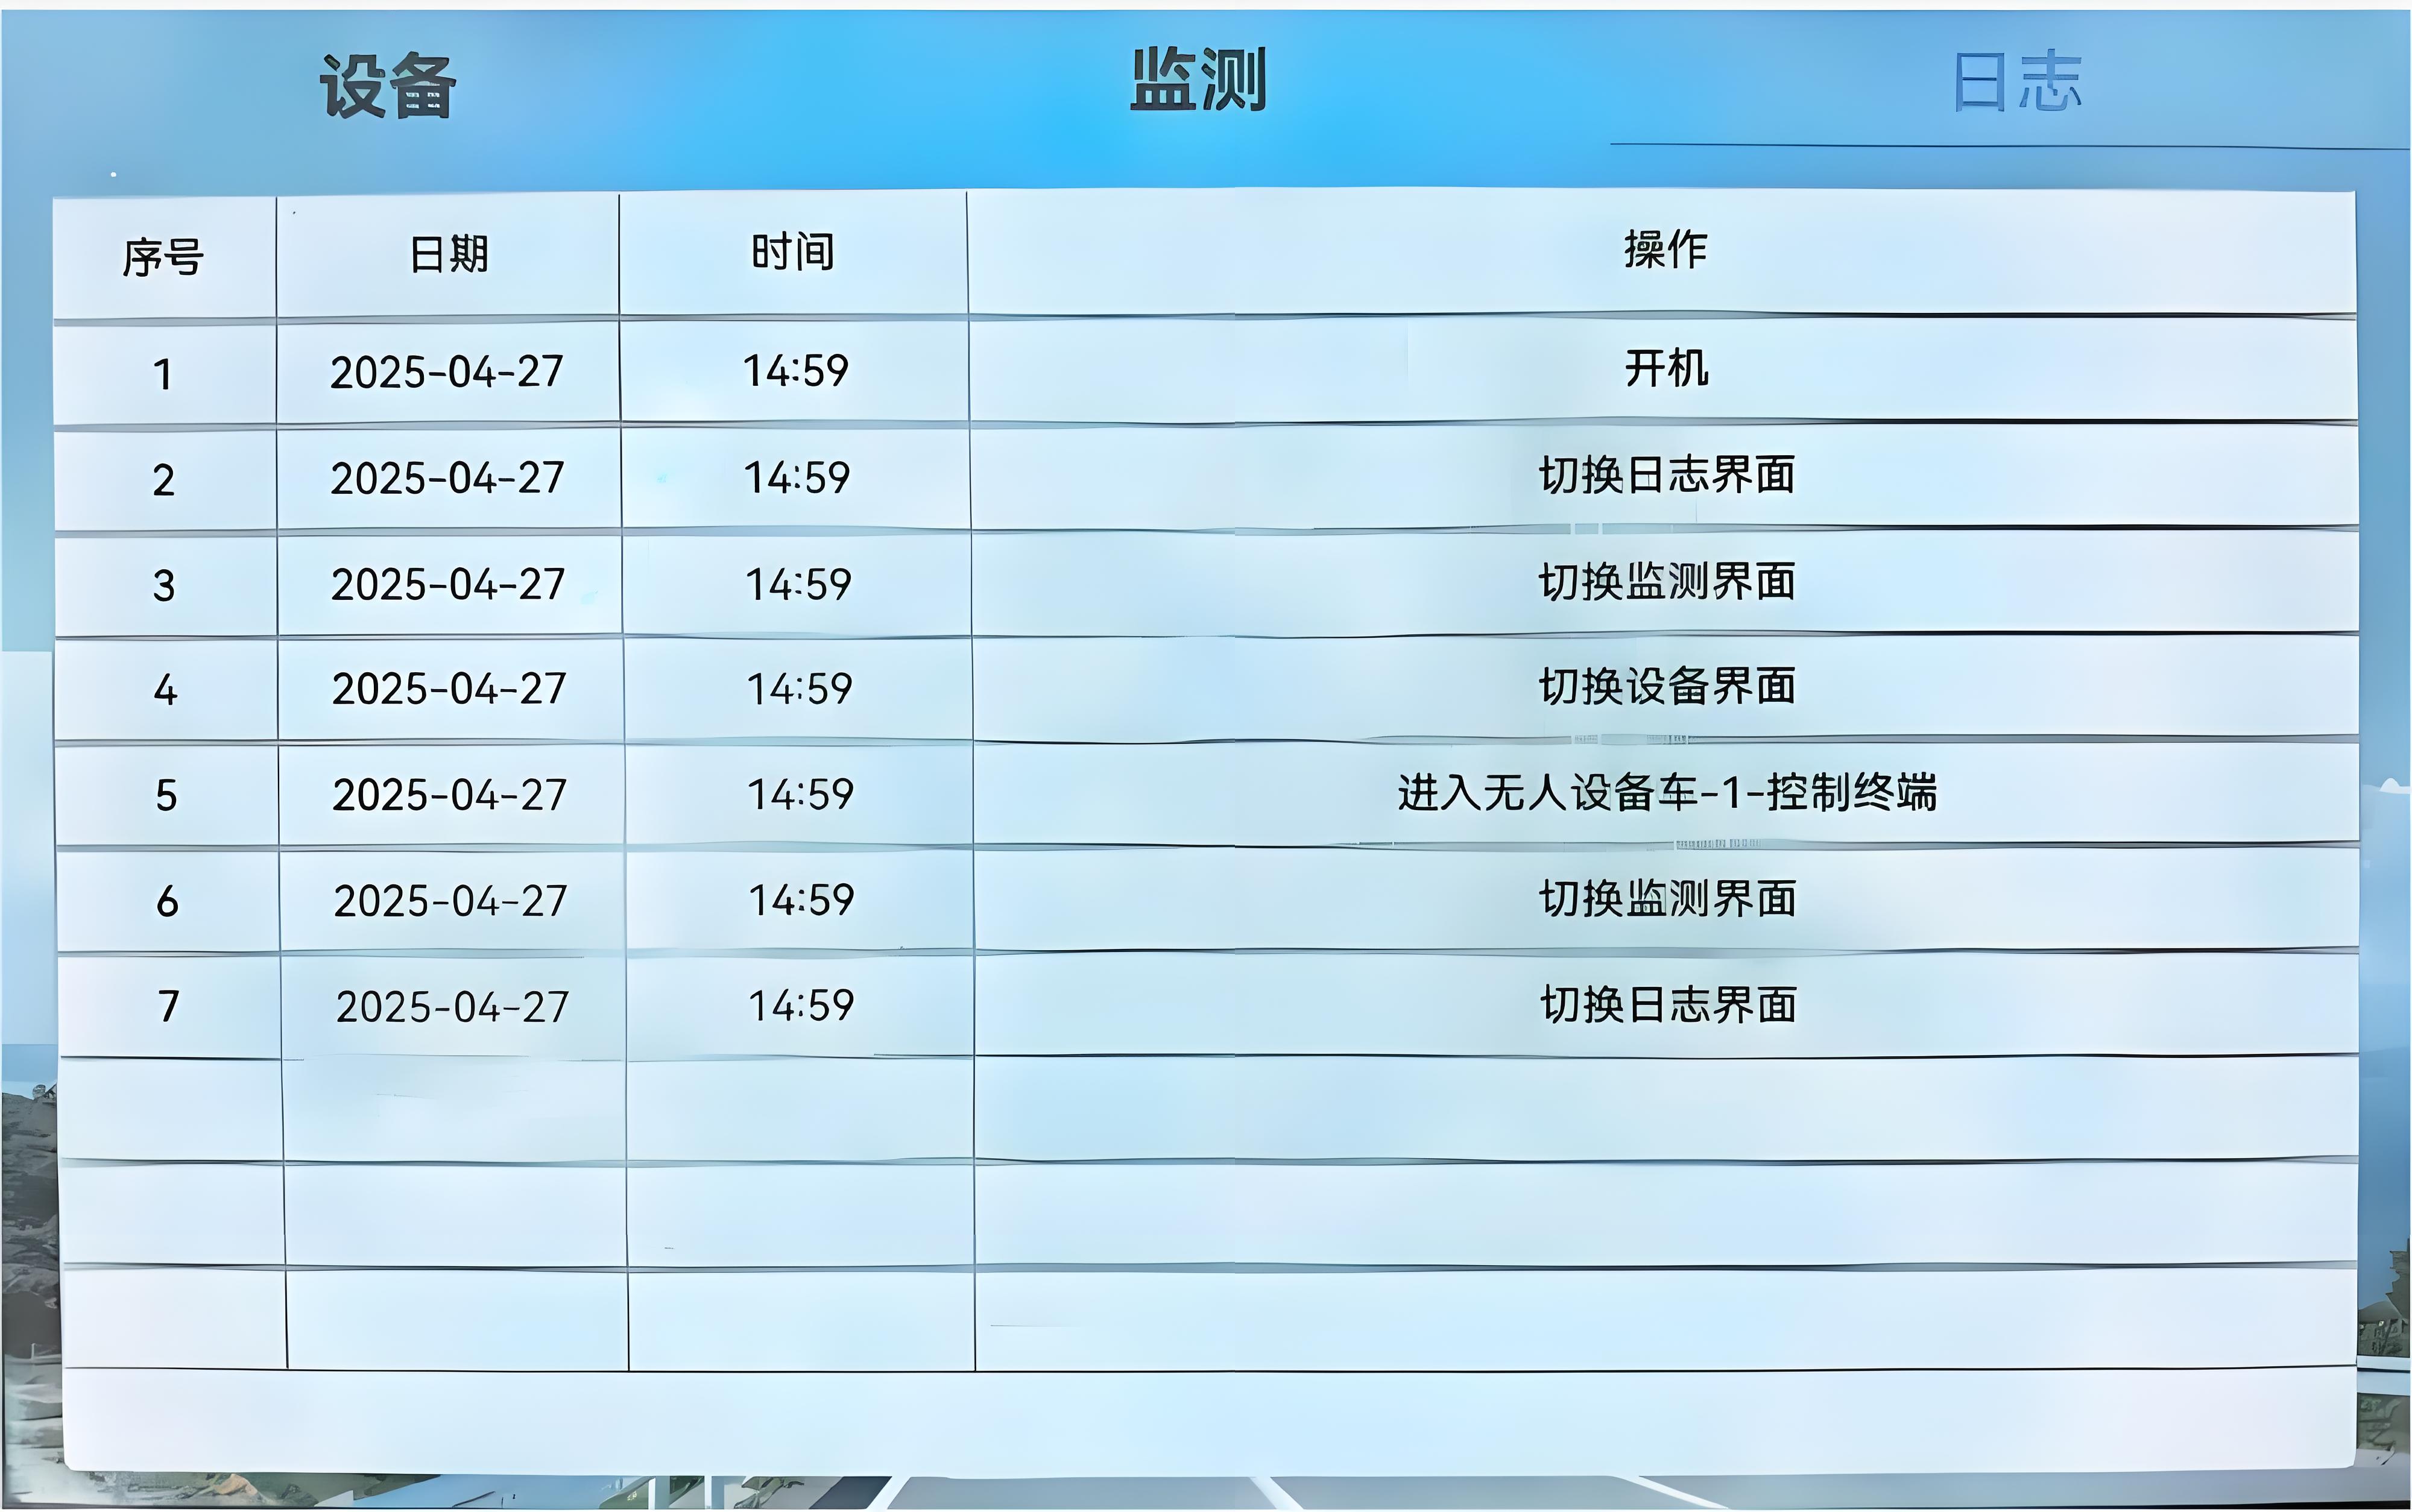 设备 监测 日志
序号 日期 时间 操作
1 2025-04-27 14:59 开机
2 2025-04-27 14:59 切换日志界面
3 2025-04-27 14:59 切换监测界面
4 2025-04-27 14:59 切换设备界面
5 2025-04-27 14:59 进入无人设备车-1-控制终端
6 2025-04-27 14:59 切换监测界面
7 2025-04-27 14:59 切换日志界面